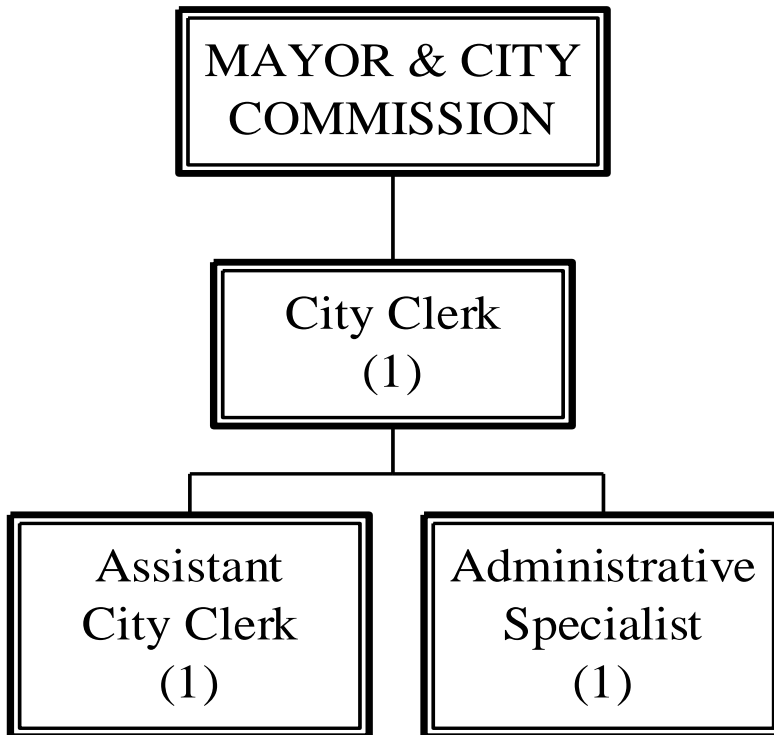 MAYOR & CITY
COMMISSION
City Clerk
(1)
Assistant
City Clerk
(1)
Administrative
Specialist
(1)